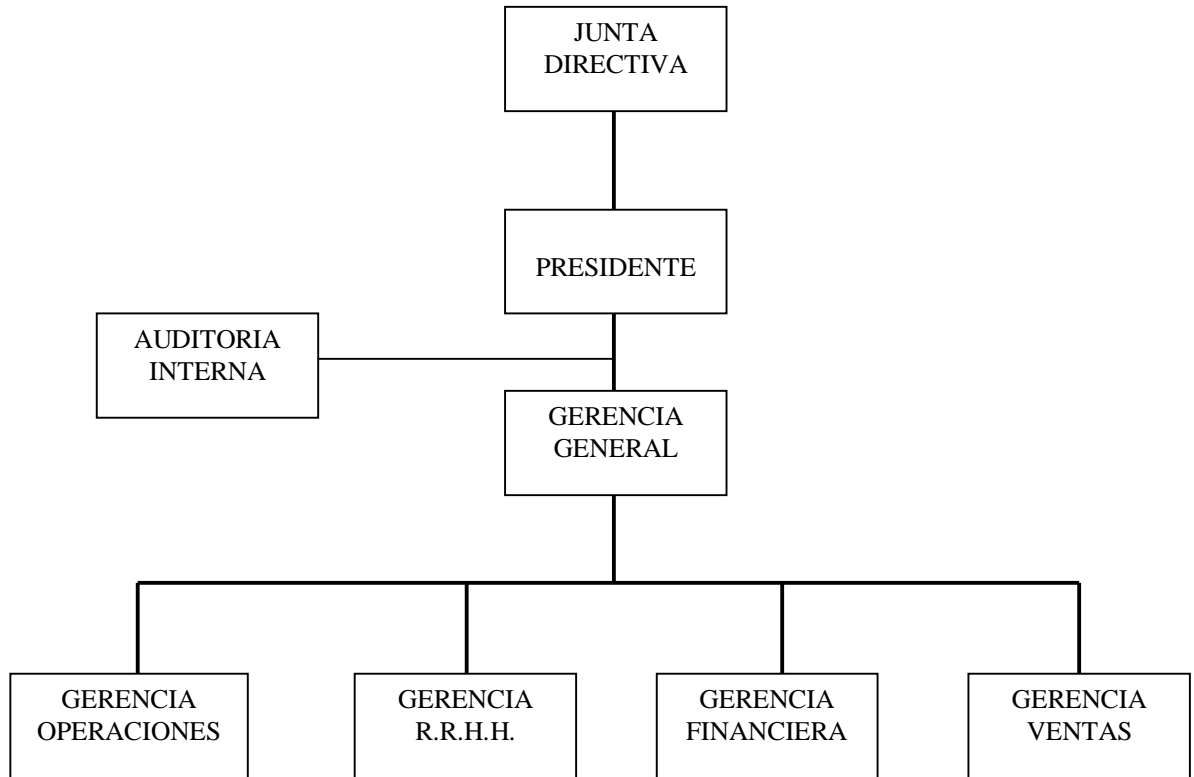 JUNTA
DIRECTIVA
PRESIDENTE
AUDITORIA
INTERNA
GERENCIA
GENERAL
GERENCIA
OPERACIONES
GERENCIA
R.R.H.H.
GERENCIA
FINANCIERA
GERENCIA
VENTAS